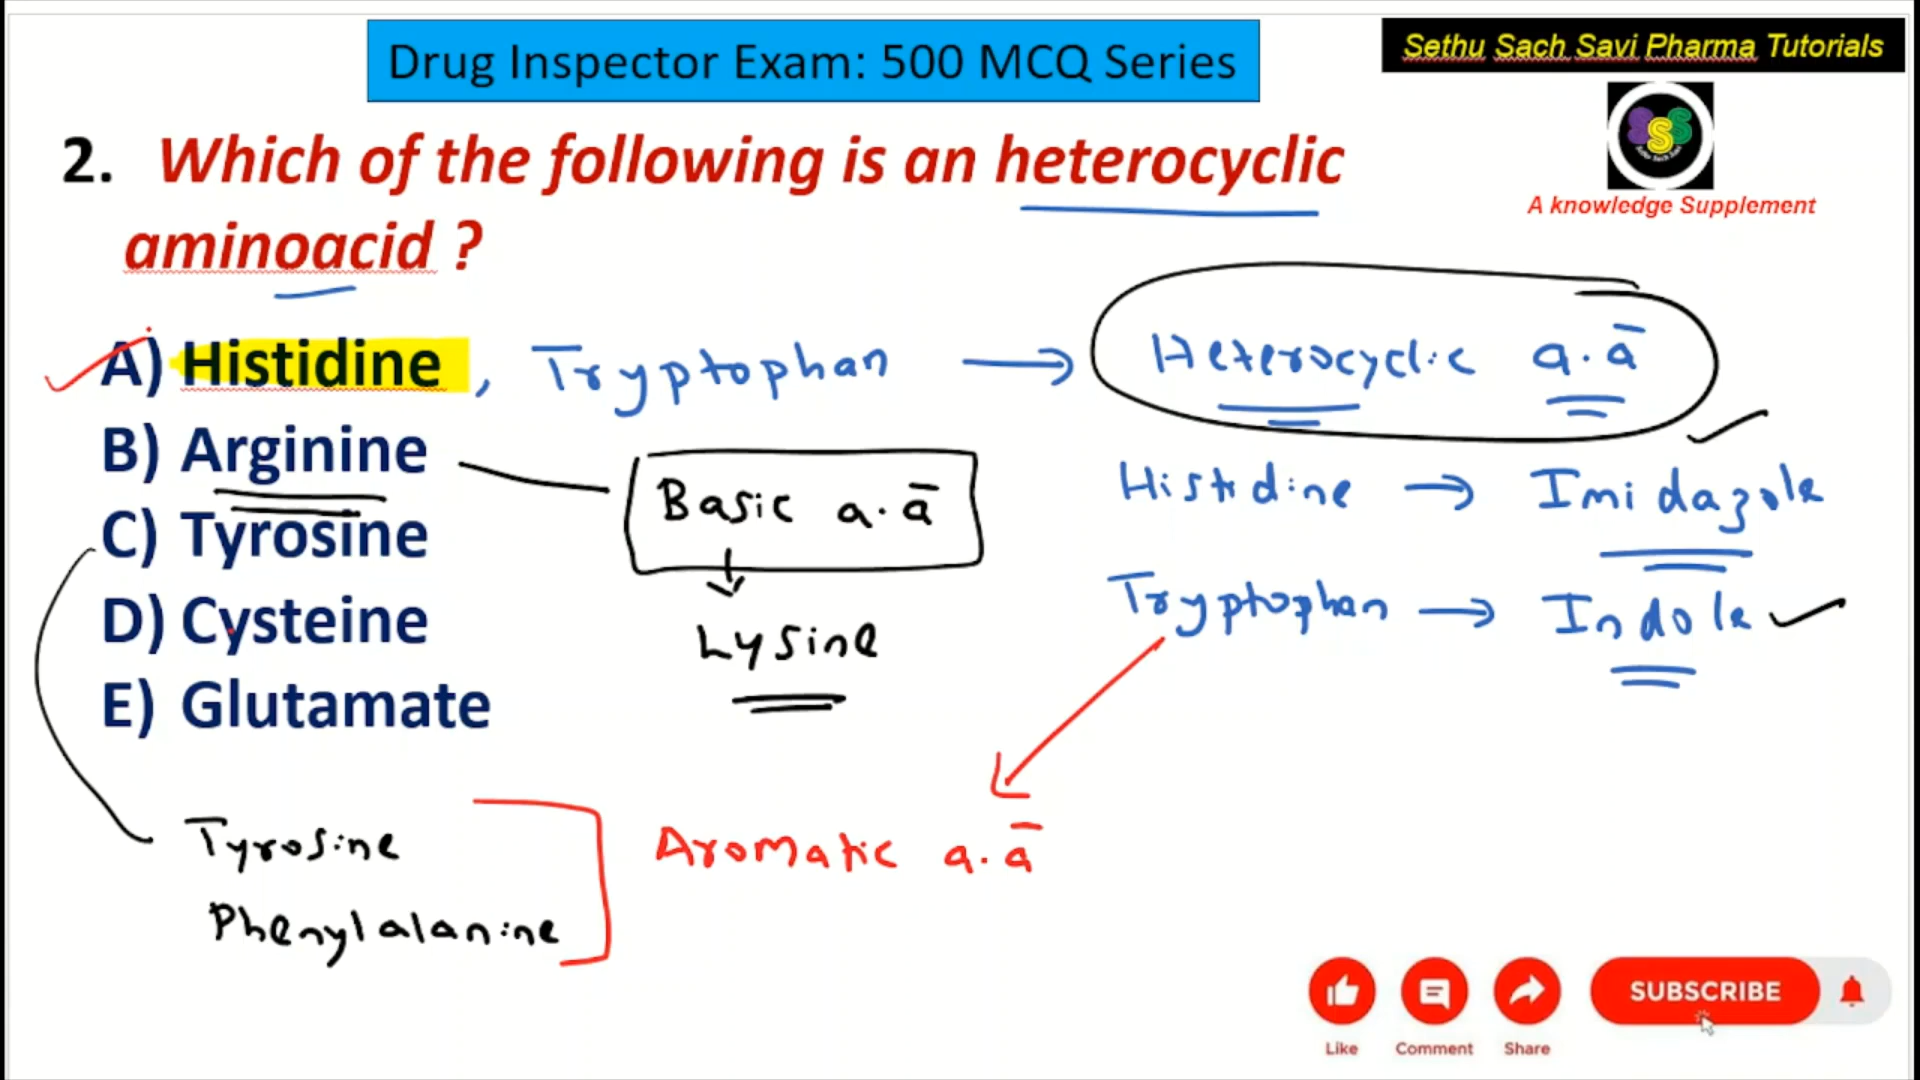 Drug Inspector Exam: 500 MCQ Series
Sethu Sach Savi Pharma Tutorials
SSS
A knowledge Supplement
2. Which of the following is an heterocyclic
aminoacid ?
A) Histidine , Tryptophan → Heterocyclic a.ā
B) Arginine
Basic a.ā
Histidine → Imidazole
C) Tyrosine
D) Cysteine
Lysine
Tryptophan → Indole
E) Glutamate
Tyrosine
Aromatic a.ā
Phenylalanine
SUBSCRIBE
Like Comment Share